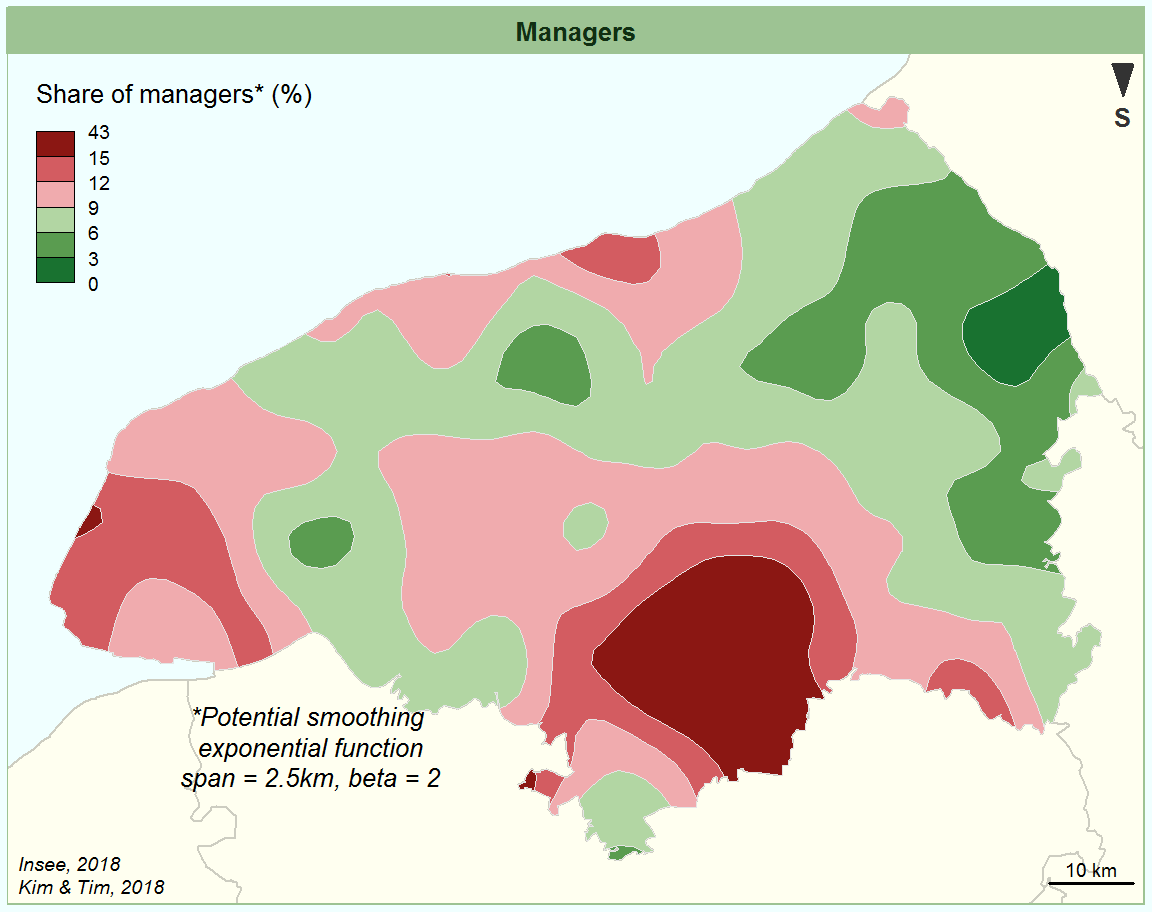 Managers
Share of managers* (%)
43
15
12
9
6
3
0
S
*Potential smoothing
exponential function
span = 2.5km, beta = 2
Insee, 2018
Kim & Tim, 2018
10 km